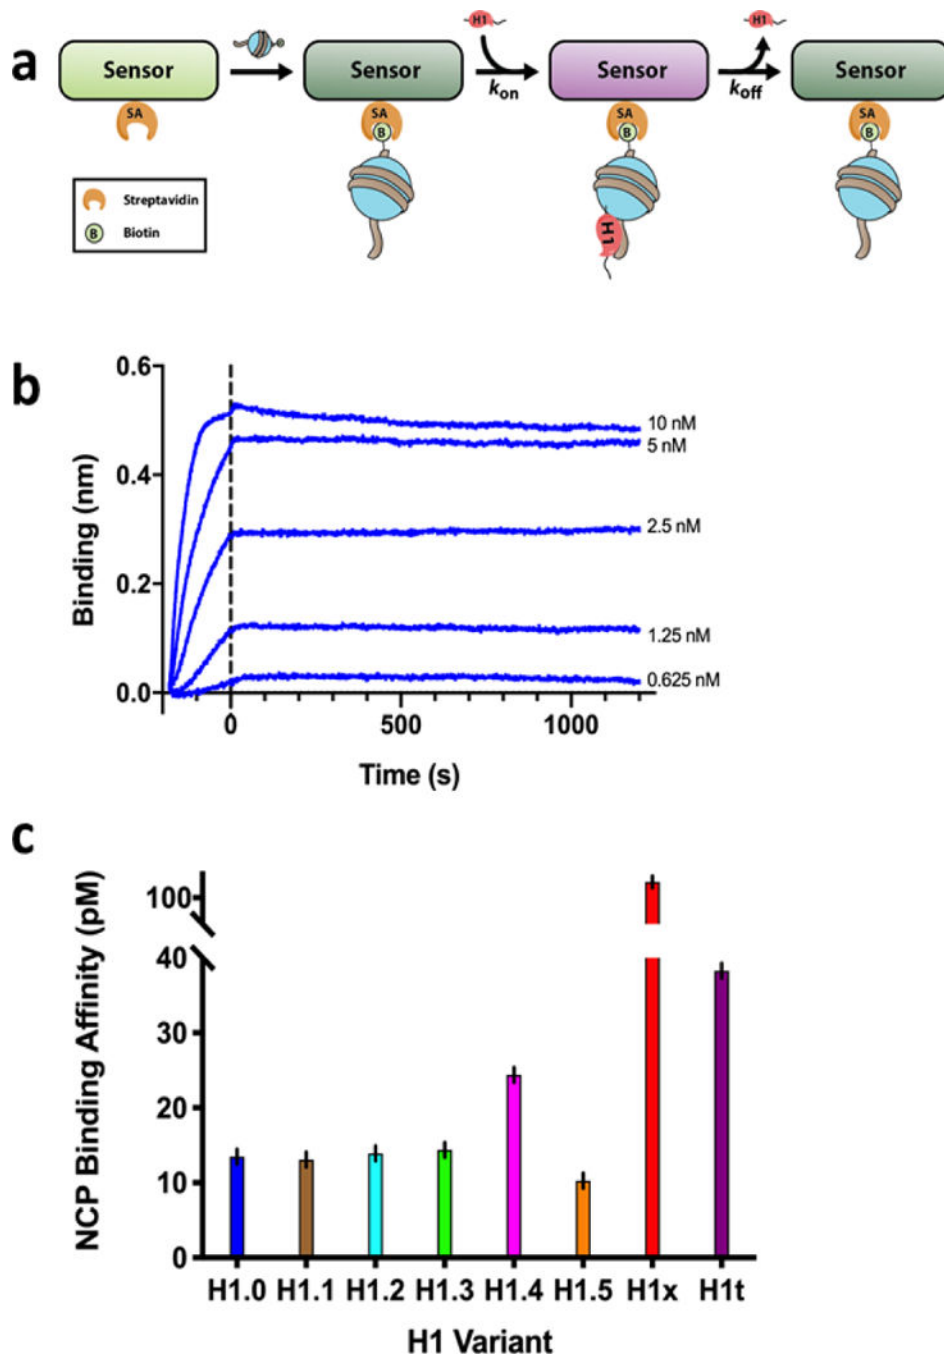 a
H1
H1
Sensor
Sensor
Sensor
Sensor
kon
koff
SA
SA
SA
SA
B
B
B
Streptavidin
B Biotin
H1
b
0.6
0.4
0.2
0.0
Binding (nm)
10 nM
5 nM
2.5 nM
1.25 nM
0.625 nM
0
500
1000
Time (s)
c
NCP Binding Affinity (pM)
100
40
30
20
10
0
H1.0 H1.1 H1.2 H1.3 H1.4 H1.5 H1x H1t
H1 Variant